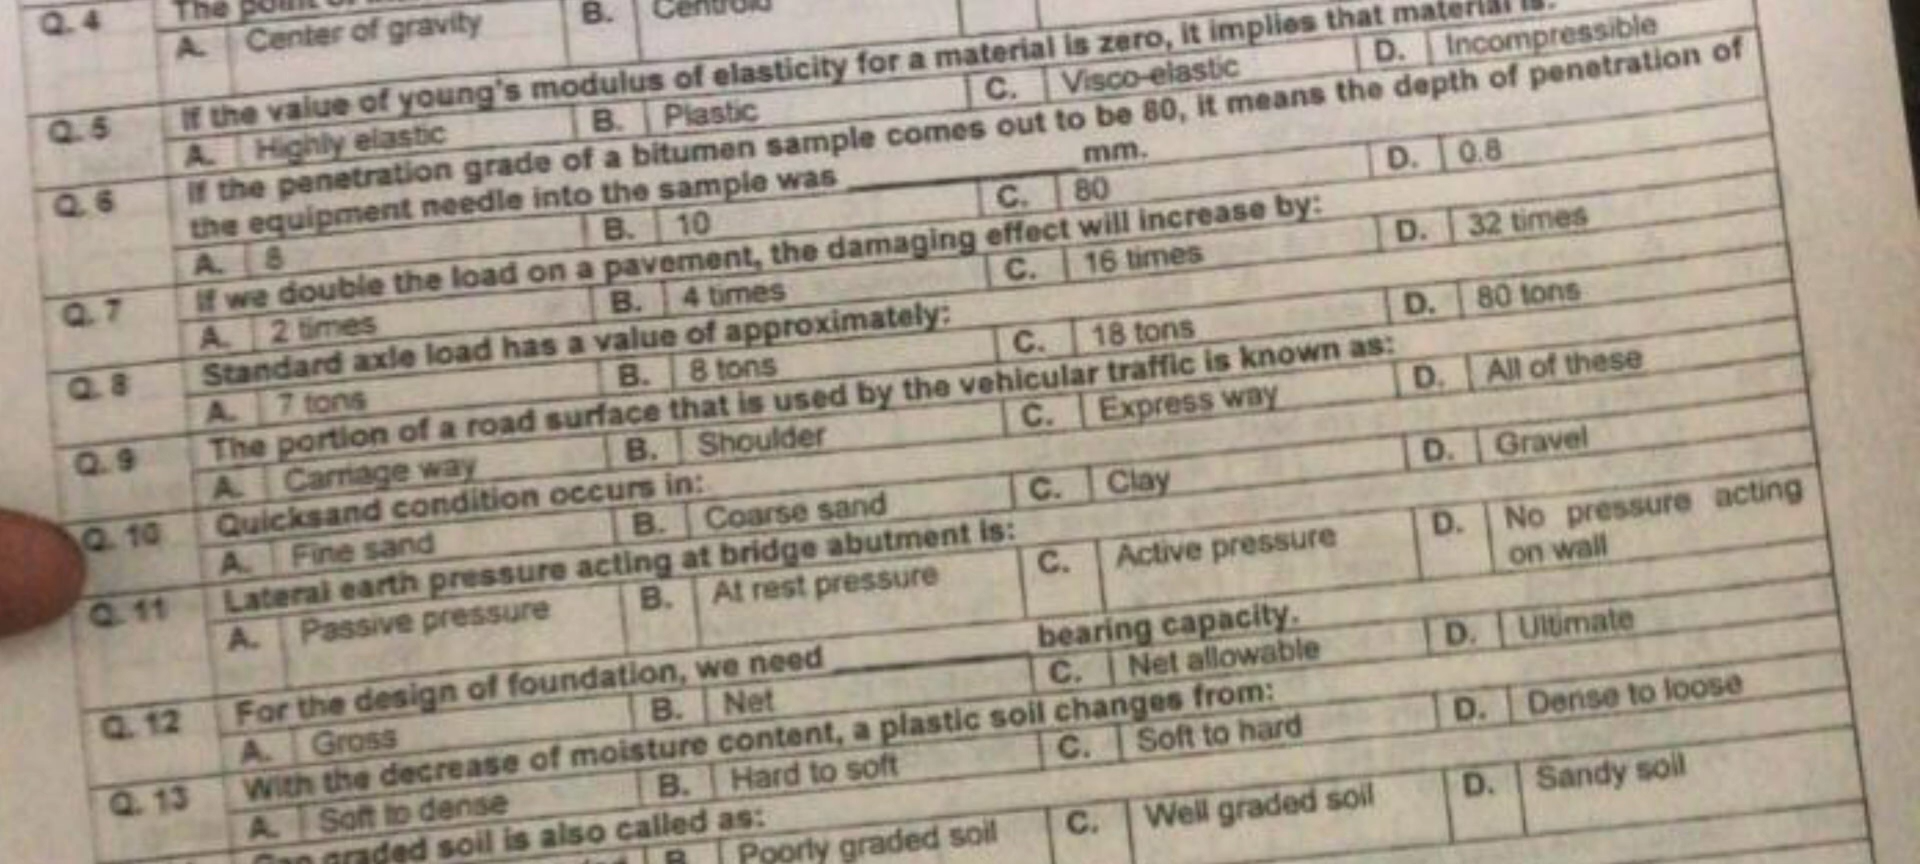 Q. 4 The point of
A. Center of gravity B. Centroid
Q. 5 If the value of young's modulus of elasticity for a material is zero, it implies that material is:
A. Highly elastic B. Plastic C. Visco-elastic D. Incompressible
Q. 6 If the penetration grade of a bitumen sample comes out to be 80, it means the depth of penetration of
the equipment needle into the sample was ________ mm.
A. 8 B. 10 C. 80 D. 0.8
Q. 7 If we double the load on a pavement, the damaging effect will increase by:
A. 2 times B. 4 times C. 16 times D. 32 times
Q. 8 Standard axle load has a value of approximately:
A. 7 tons B. 8 tons C. 18 tons D. 80 tons
Q. 9 The portion of a road surface that is used by the vehicular traffic is known as:
A. Carriage way B. Shoulder C. Express way D. All of these
Q. 10 Quicksand condition occurs in:
A. Fine sand B. Coarse sand C. Clay D. Gravel
Q. 11 Lateral earth pressure acting at bridge abutment is:
A. Passive pressure B. At rest pressure C. Active pressure D. No pressure acting
on wall
Q. 12 For the design of foundation, we need ________ bearing capacity.
A. Gross B. Net C. Net allowable D. Ultimate
Q. 13 With the decrease of moisture content, a plastic soil changes from:
A. Soft to dense B. Hard to soft C. Soft to hard D. Dense to loose
Gap graded soil is also called as:
B. Poorly graded soil C. Well graded soil D. Sandy soil